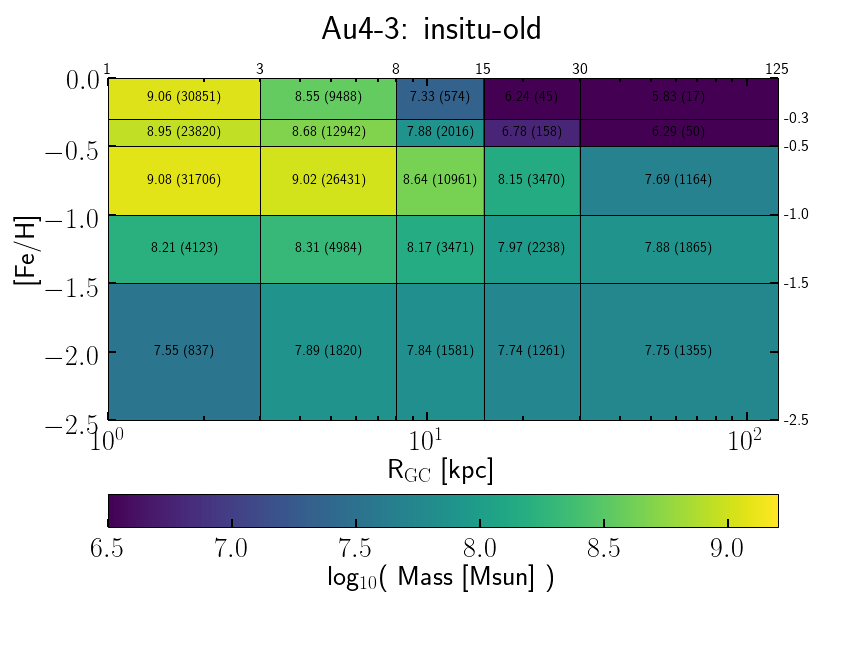 Au4-3: insitu-old
1 3 8 15 30 125
0.0 9.06 (30851) 8.55 (9488) 7.33 (574) 6.24 (45) 5.83 (17)
-0.3
8.95 (23820) 8.68 (12942) 7.88 (2016) 6.78 (158) 6.29 (50)
−0.5 -0.5
9.08 (31706) 9.02 (26431) 8.64 (10961) 8.15 (3470) 7.69 (1164)
−1.0 -1.0
[Fe/H]
8.21 (4123) 8.31 (4984) 8.17 (3471) 7.97 (2238) 7.88 (1865)
−1.5 -1.5
7.55 (837) 7.89 (1820) 7.84 (1581) 7.74 (1261) 7.75 (1355)
−2.0
−2.5 -2.5
10⁰ 10¹ 10²
R_GC [kpc]
6.5 7.0 7.5 8.0 8.5 9.0
log₁₀( Mass [Msun] )